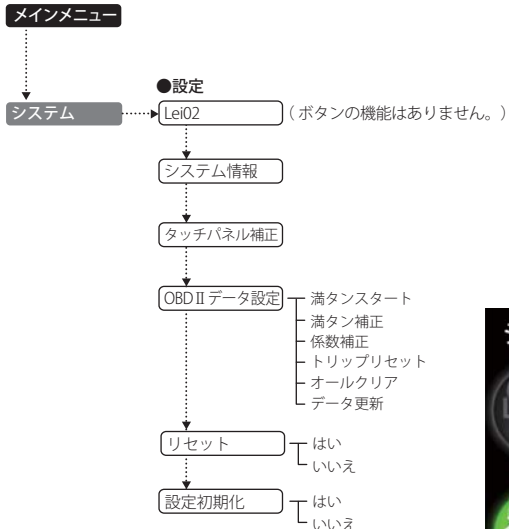 メインメニュー
●設定
システム
Lei02
(ボタンの機能はありません。)
システム情報
タッチパネル補正
OBDⅡデータ設定
満タンスタート
満タン補正
係数補正
トリップリセット
オールクリア
データ更新
リセット
はい
いいえ
設定初期化
はい
いいえ